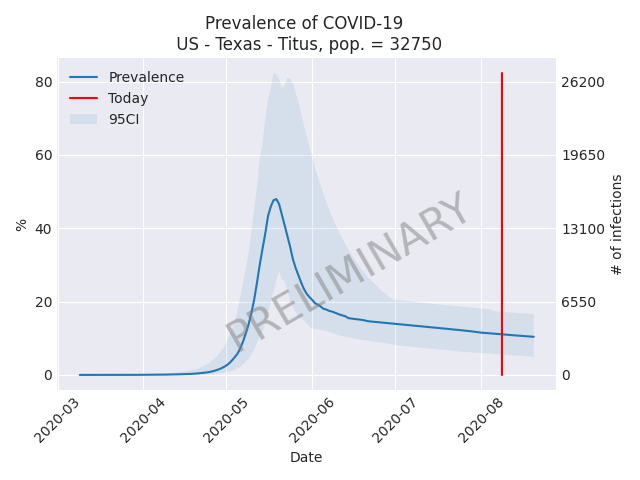 Prevalence of COVID-19
US - Texas - Titus, pop. = 32750
Prevalence
Today
95CI
PRELIMINARY
%
80
60
40
20
0
# of infections
26200
19650
13100
6550
0
2020-03
2020-04
2020-05
2020-06
2020-07
2020-08
Date